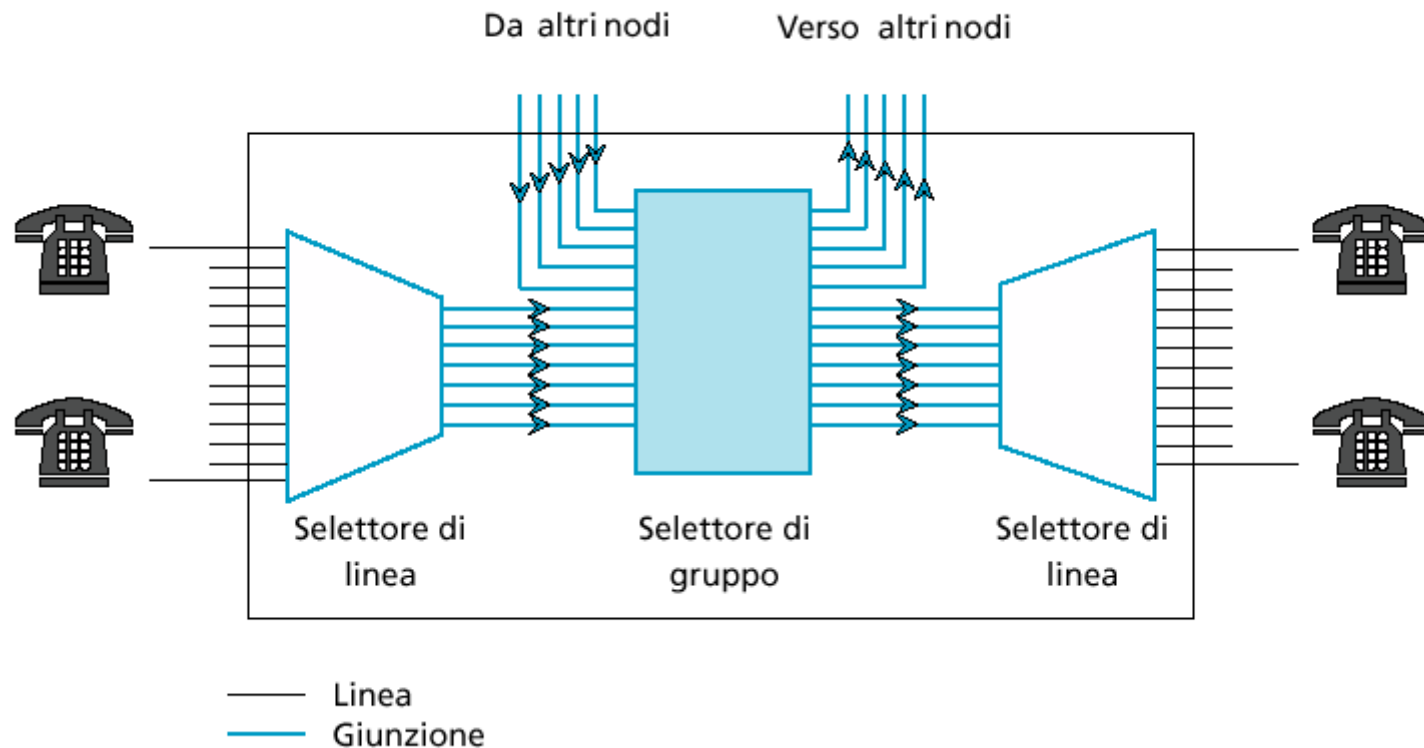 Da altri nodi
Verso altri nodi
Selettore di
linea
Selettore di
gruppo
Selettore di
linea
Linea
Giunzione